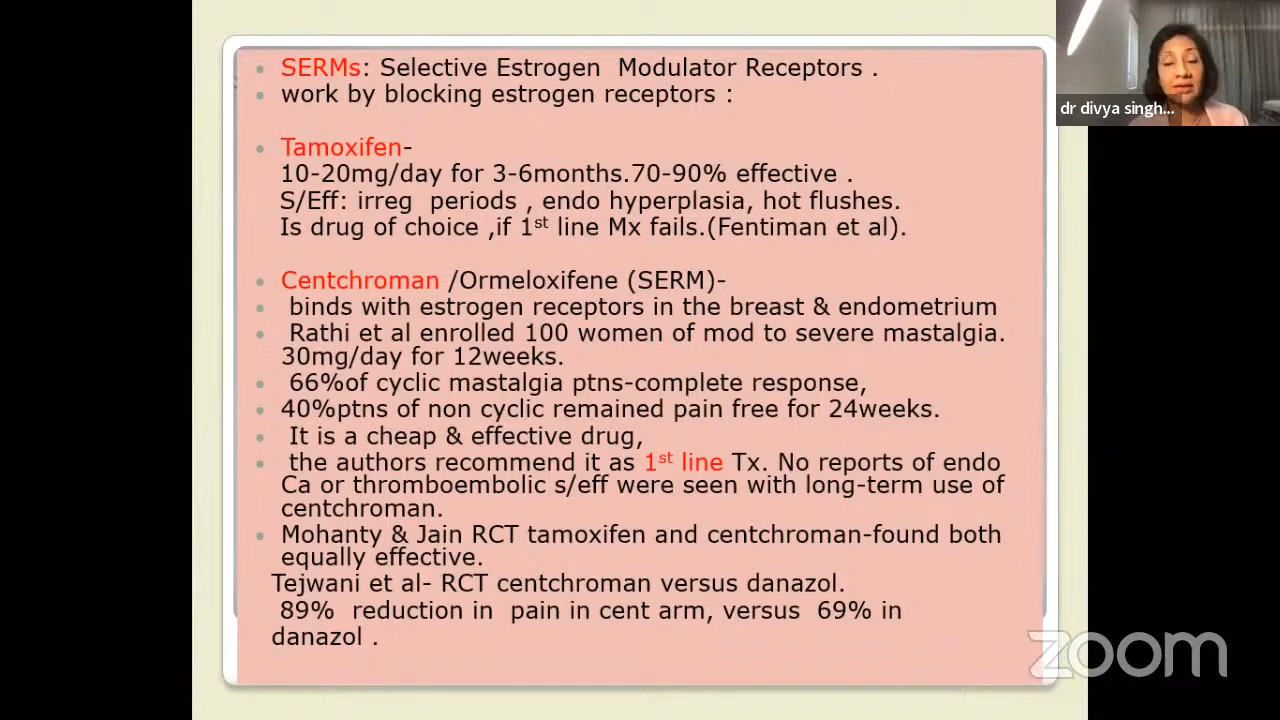 SERMs: Selective Estrogen Modulator Receptors .
work by blocking estrogen receptors :
Tamoxifen-
10-20mg/day for 3-6months.70-90% effective .
S/Eff: irreg periods , endo hyperplasia, hot flushes.
Is drug of choice ,if 1st line Mx fails.(Fentiman et al).
Centchroman /Ormeloxifene (SERM)-
binds with estrogen receptors in the breast & endometrium
Rathi et al enrolled 100 women of mod to severe mastalgia.
30mg/day for 12weeks.
66%of cyclic mastalgia ptns-complete response,
40%ptns of non cyclic remained pain free for 24weeks.
It is a cheap & effective drug,
the authors recommend it as 1st line Tx. No reports of endo
Ca or thromboembolic s/eff were seen with long-term use of
centchroman.
Mohanty & Jain RCT tamoxifen and centchroman-found both
equally effective.
Tejwani et al- RCT centchroman versus danazol.
89% reduction in pain in cent arm, versus 69% in
danazol .
dr divya singh...
zoom